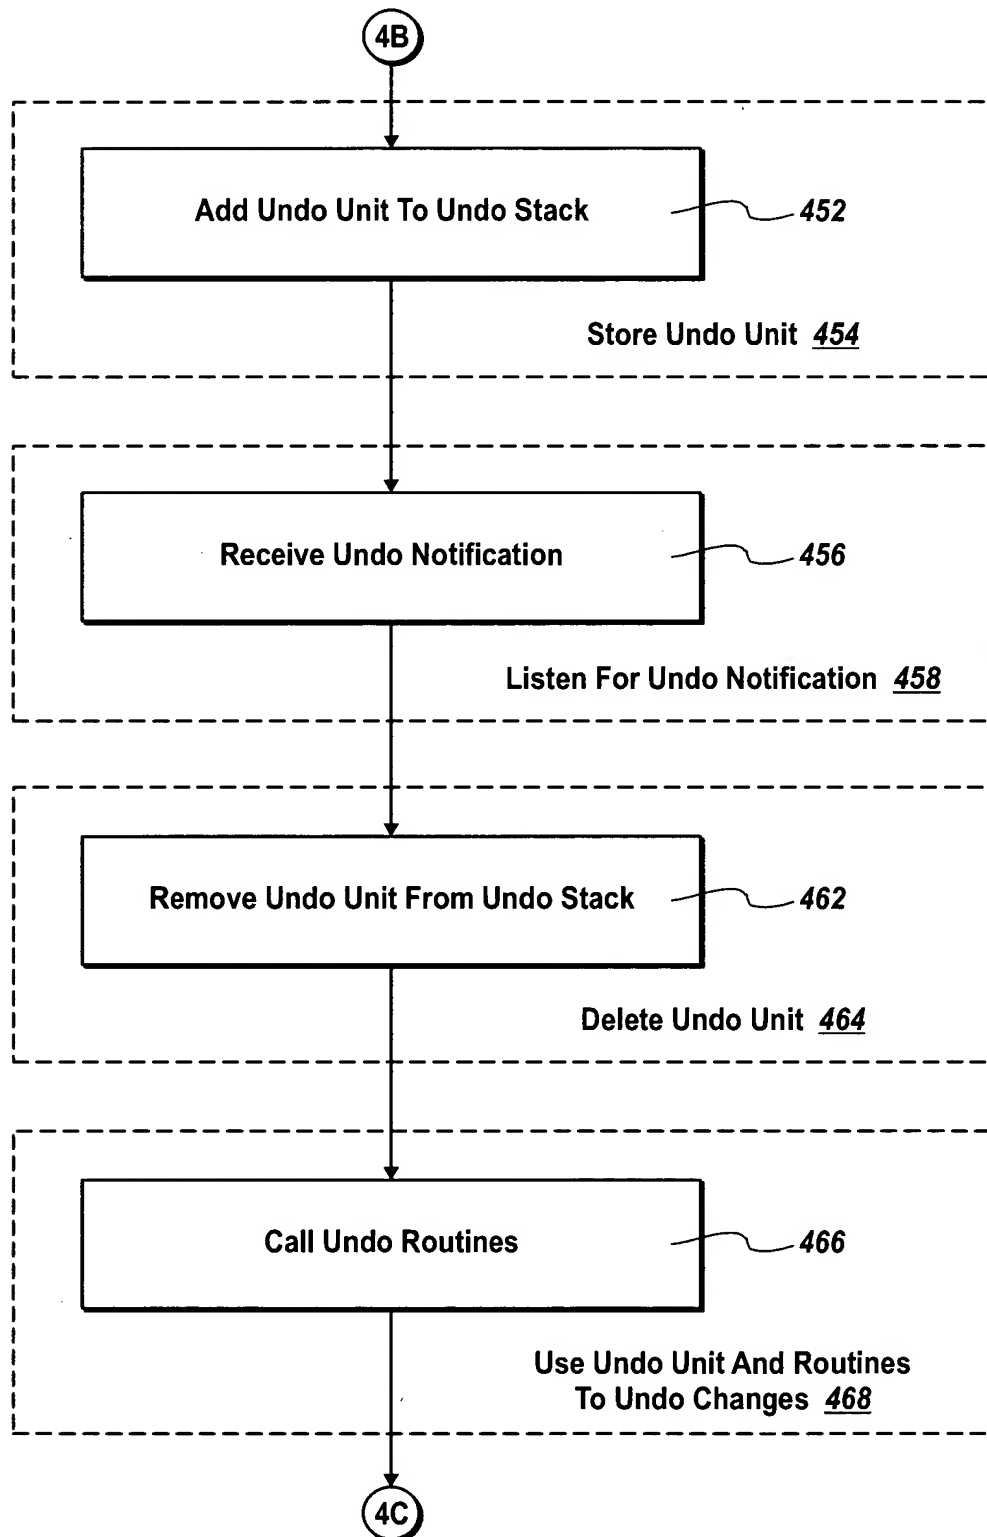 4B
Add Undo Unit To Undo Stack 452
Store Undo Unit 454
Receive Undo Notification 456
Listen For Undo Notification 458
Remove Undo Unit From Undo Stack 462
Delete Undo Unit 464
Call Undo Routines 466
Use Undo Unit And Routines
To Undo Changes 468
4C